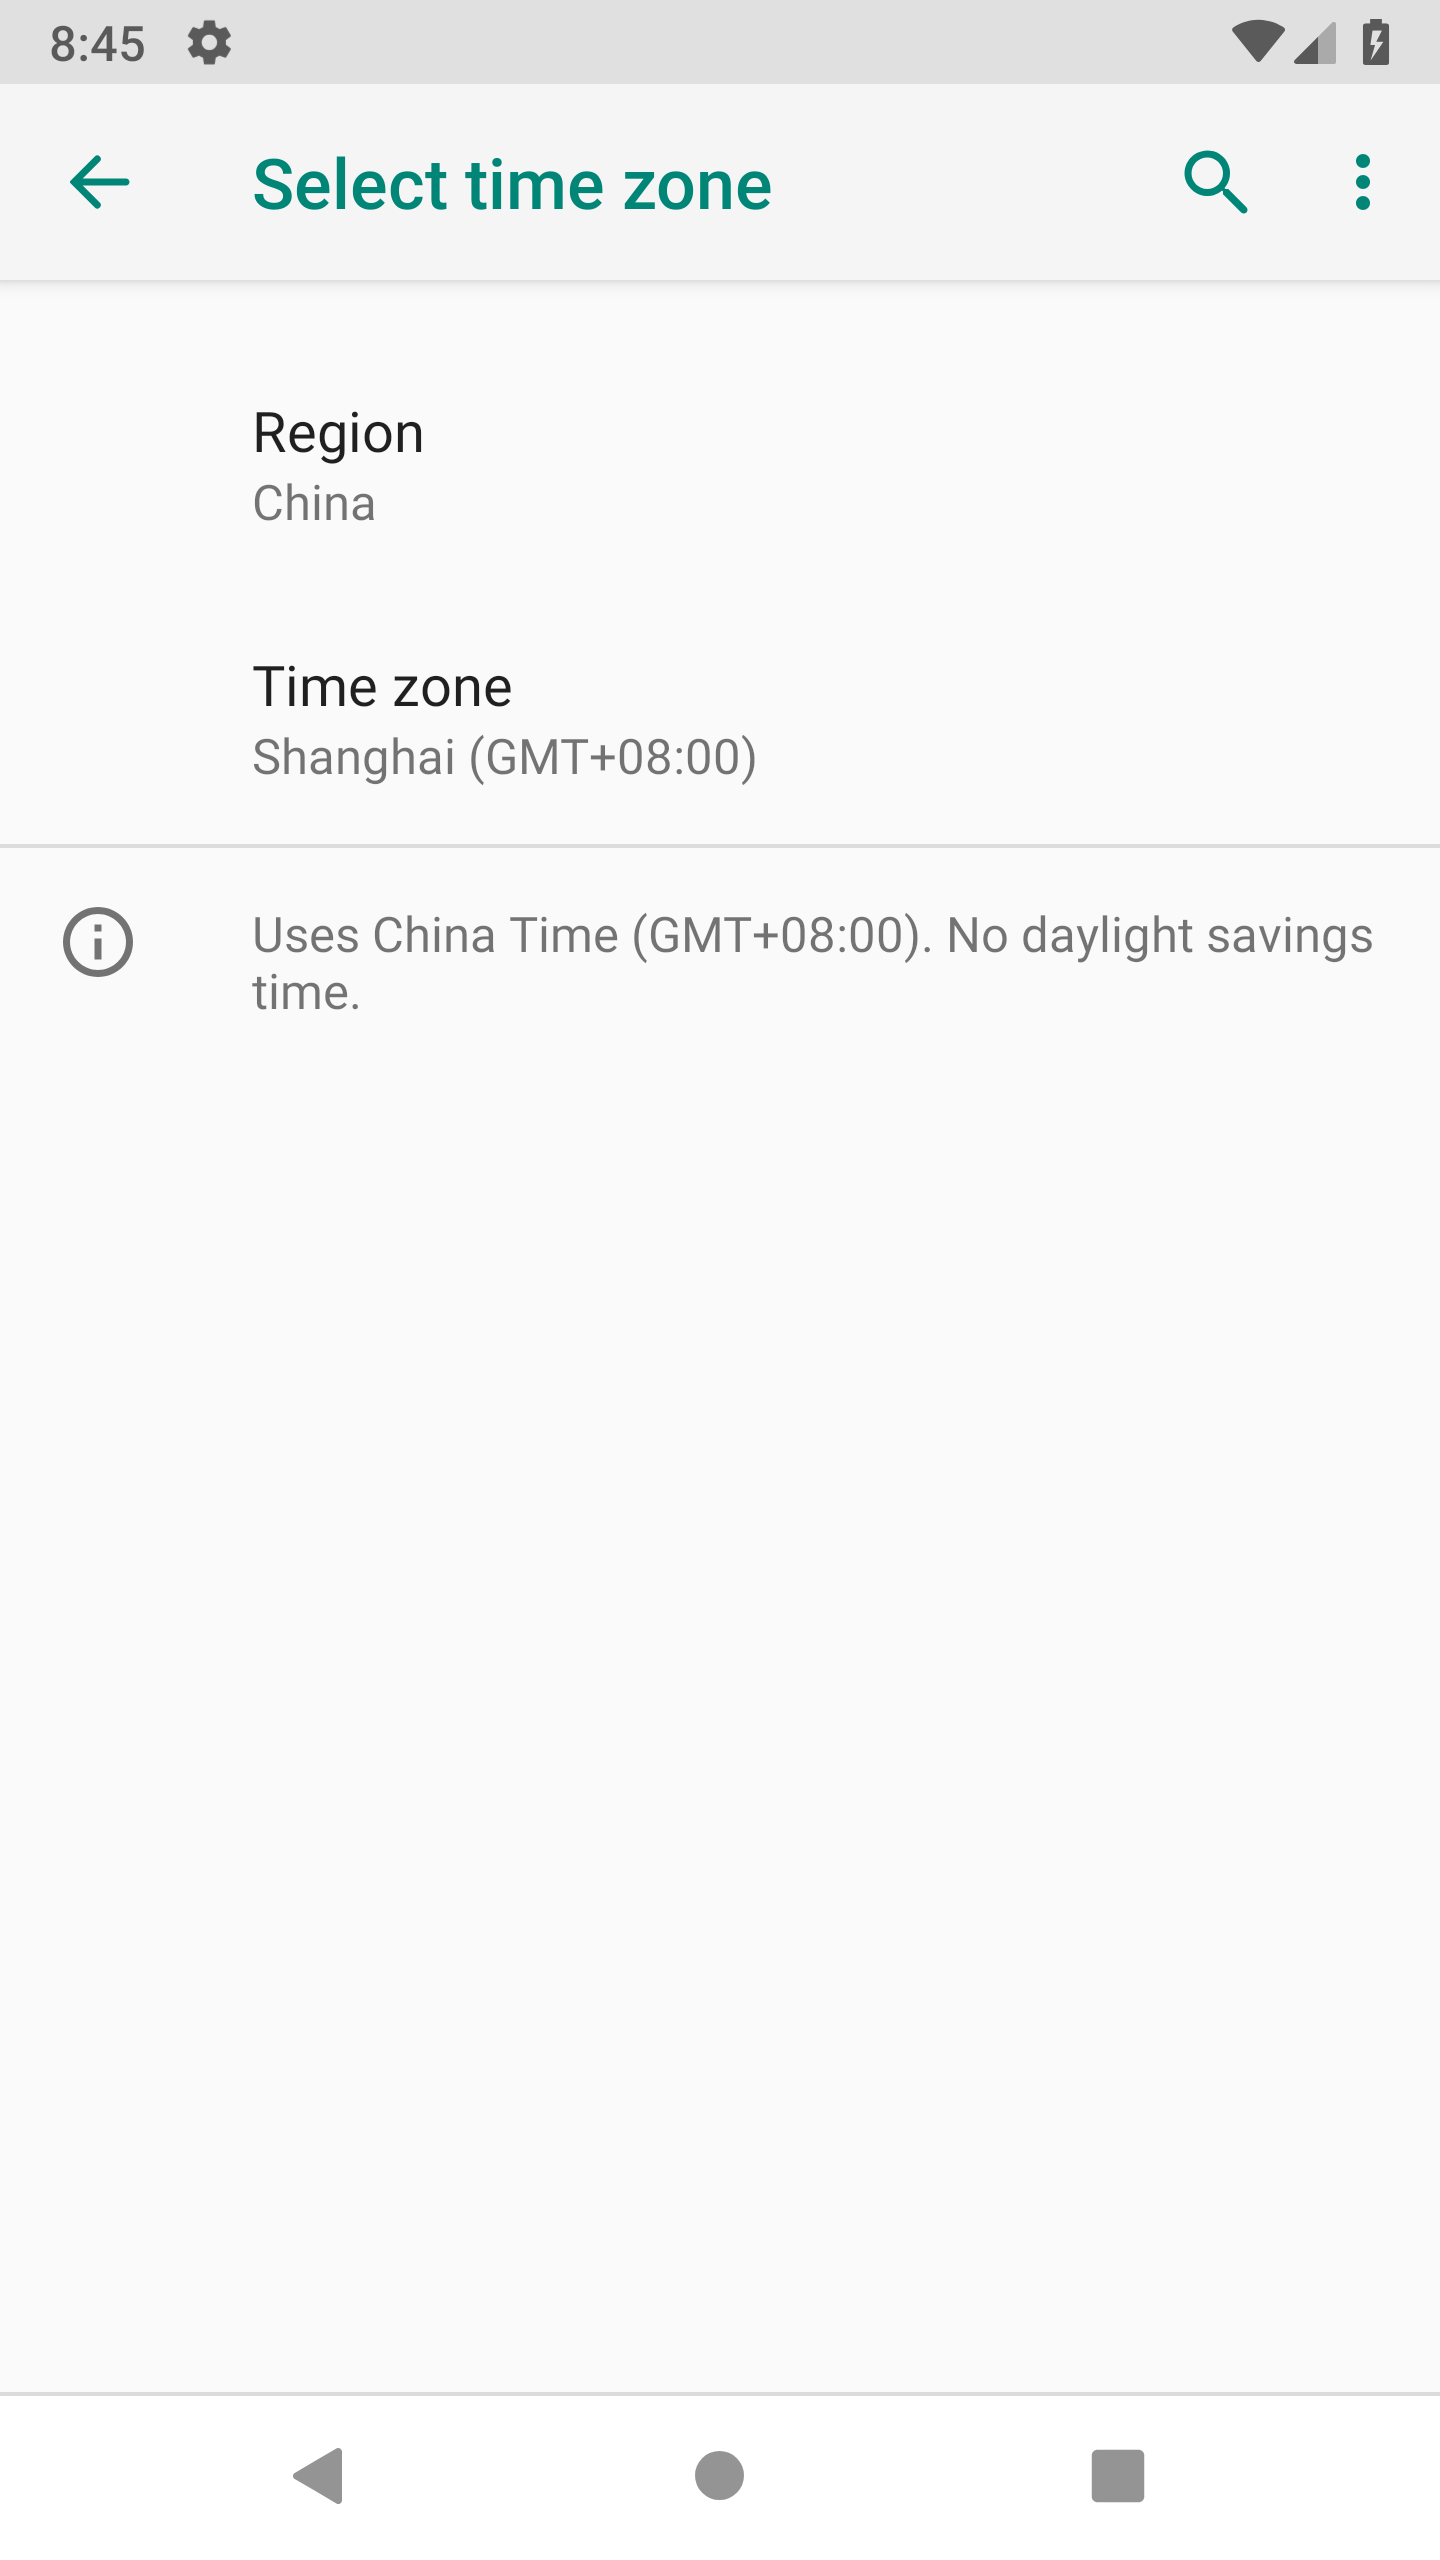 8:45
Select time zone
Region
China
Time zone
Shanghai (GMT+08:00)
Uses China Time (GMT+08:00). No daylight savings
time.